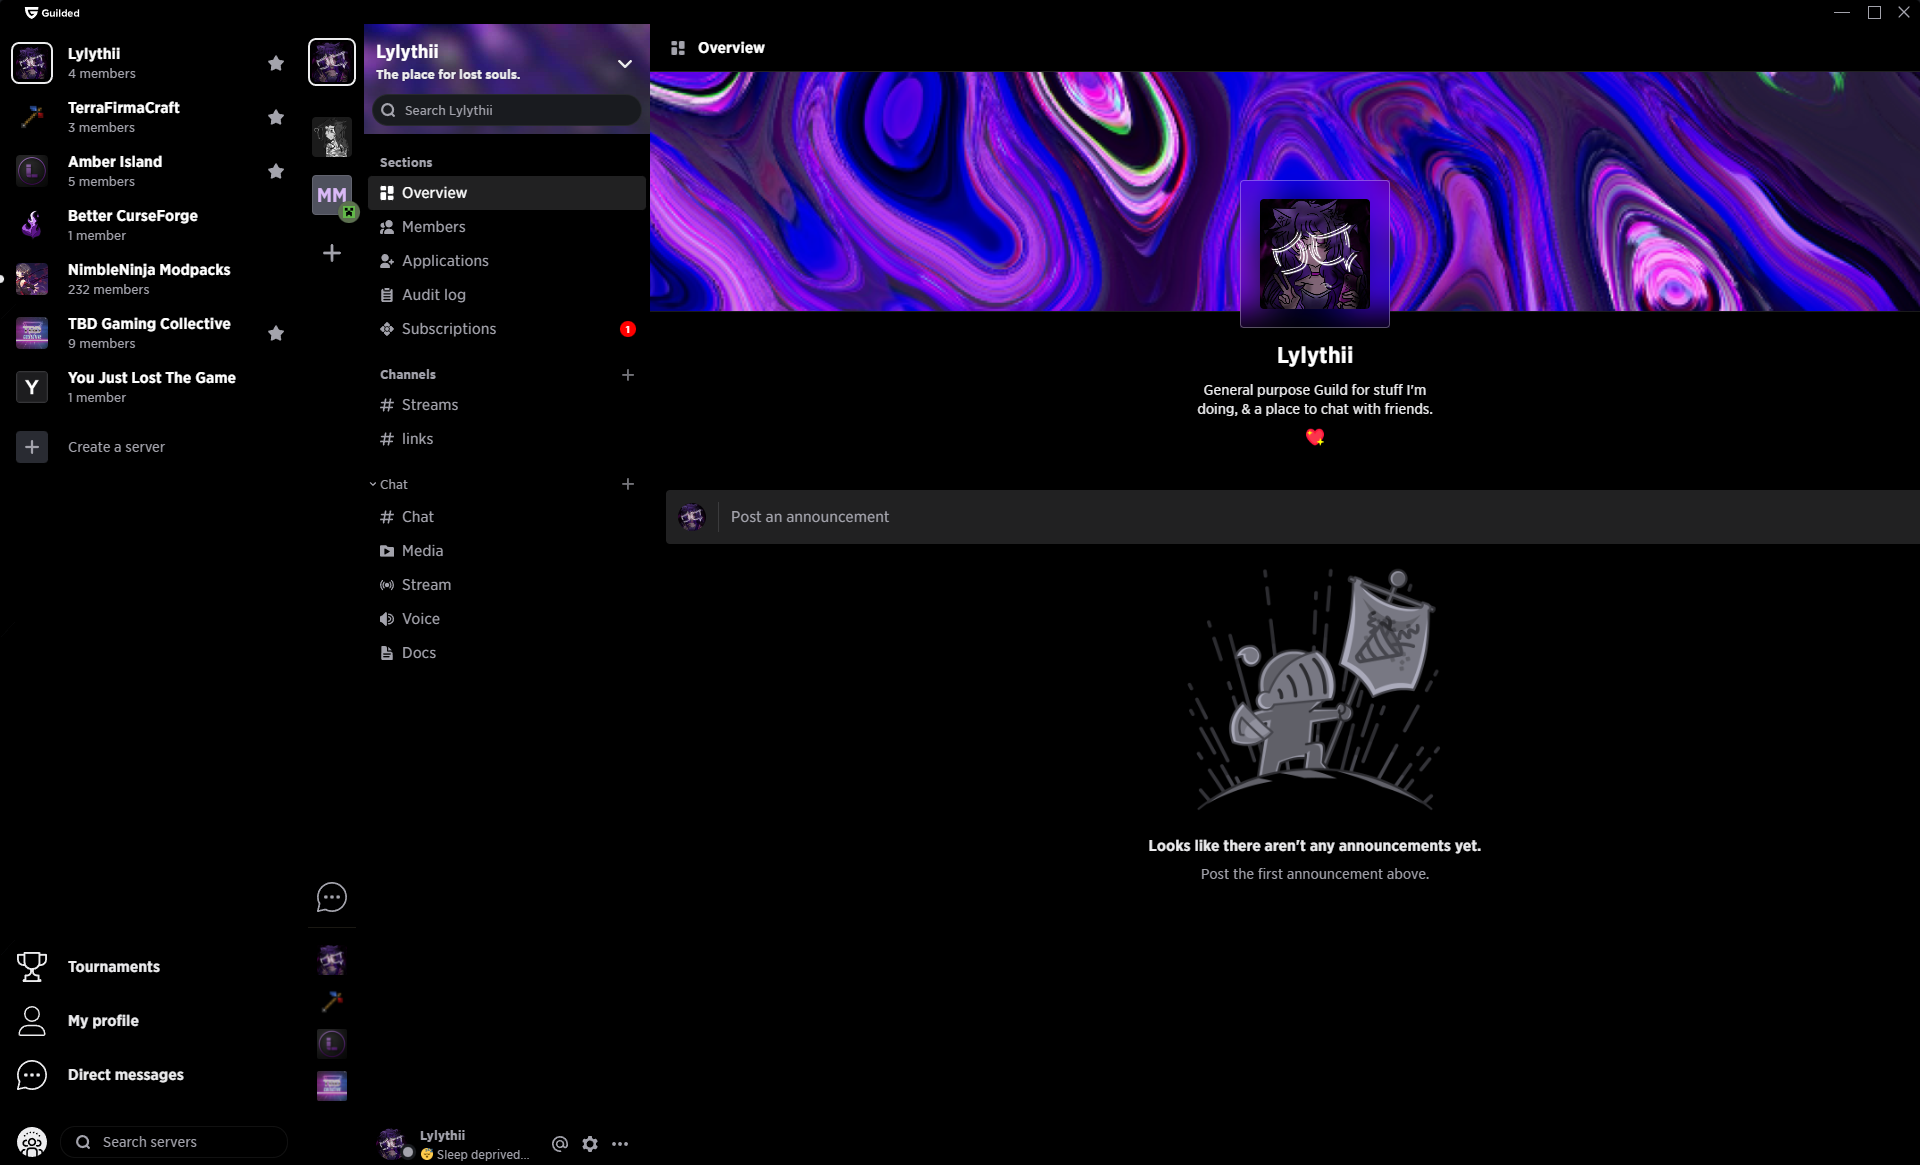 Guilded
Lylythii
4 members
TerraFirmaCraft
3 members
Amber Island
5 members
L
Better CurseForge
1 member
NimbleNinja Modpacks
232 members
TBD Gaming Collective
9 members
Y
You Just Lost The Game
1 member
Create a server
Tournaments
My profile
Direct messages
Search servers
MM
L
Lylythii
The place for lost souls.
Search Lylythii
Sections
Overview
Members
Applications
Audit log
Subscriptions
1
Channels
Streams
links
Chat
Chat
Media
Stream
Voice
Docs
Lylythii
Sleep deprived...
Overview
Lylythii
General purpose Guild for stuff I'm
doing, & a place to chat with friends.
Post an announcement
Looks like there aren't any announcements yet.
Post the first announcement above.